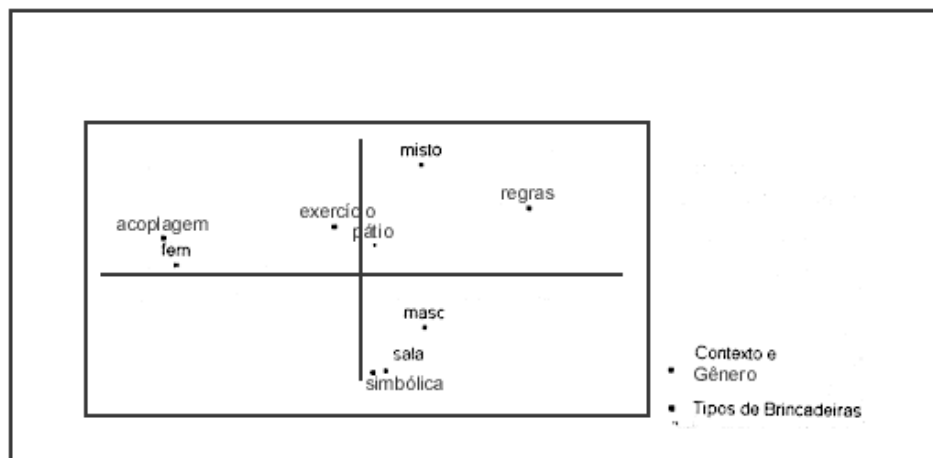 misto
regras
exercício
acoplagem
pátio
fem
masc
sala
simbólica
Contexto e
Gênero
Tipos de Brincadeiras